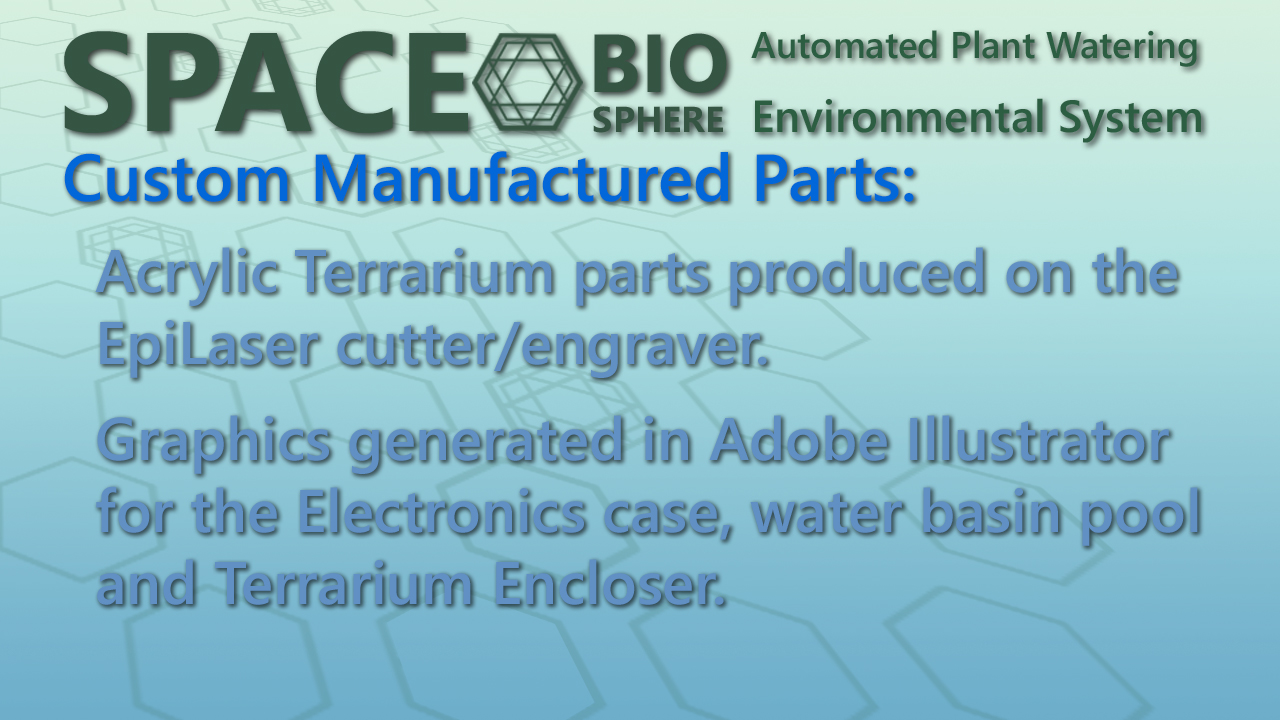 SPACE BIO SPHERE
Automated Plant Watering
Environmental System
Custom Manufactured Parts:
Acrylic Terrarium parts produced on the
EpiLaser cutter/engraver.
Graphics generated in Adobe Illustrator
for the Electronics case, water basin pool
and Terrarium Encloser.